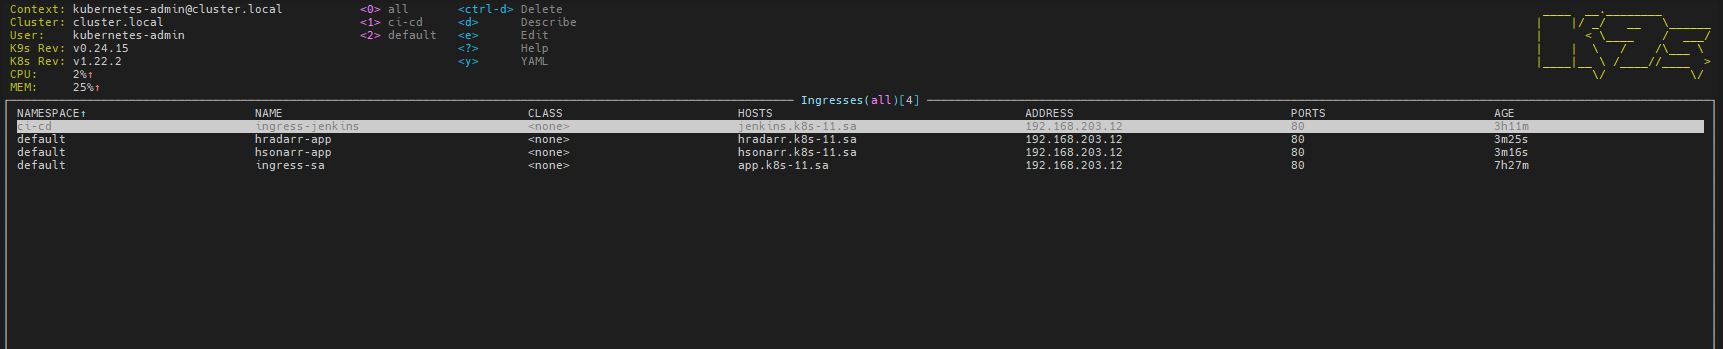 Context: kubernetes-admin@cluster.local <0> all <ctrl-d> Delete
Cluster: cluster.local <1> ci-cd <d> Describe
User: kubernetes-admin <2> default <e> Edit
K9s Rev: v0.24.15 <?> Help
K8s Rev: v1.22.2 <y> YAML
CPU: 2%↑
MEM: 25%↑
Ingresses(all)[4]
NAMESPACE↑ NAME CLASS HOSTS ADDRESS PORTS AGE
ci-cd ingress-jenkins <none> jenkins.k8s-11.sa 192.168.203.12 80 3h11m
default hradarr-app <none> hradarr.k8s-11.sa 192.168.203.12 80 3m25s
default hsonarr-app <none> hsonarr.k8s-11.sa 192.168.203.12 80 3m16s
default ingress-sa <none> app.k8s-11.sa 192.168.203.12 80 7h27m